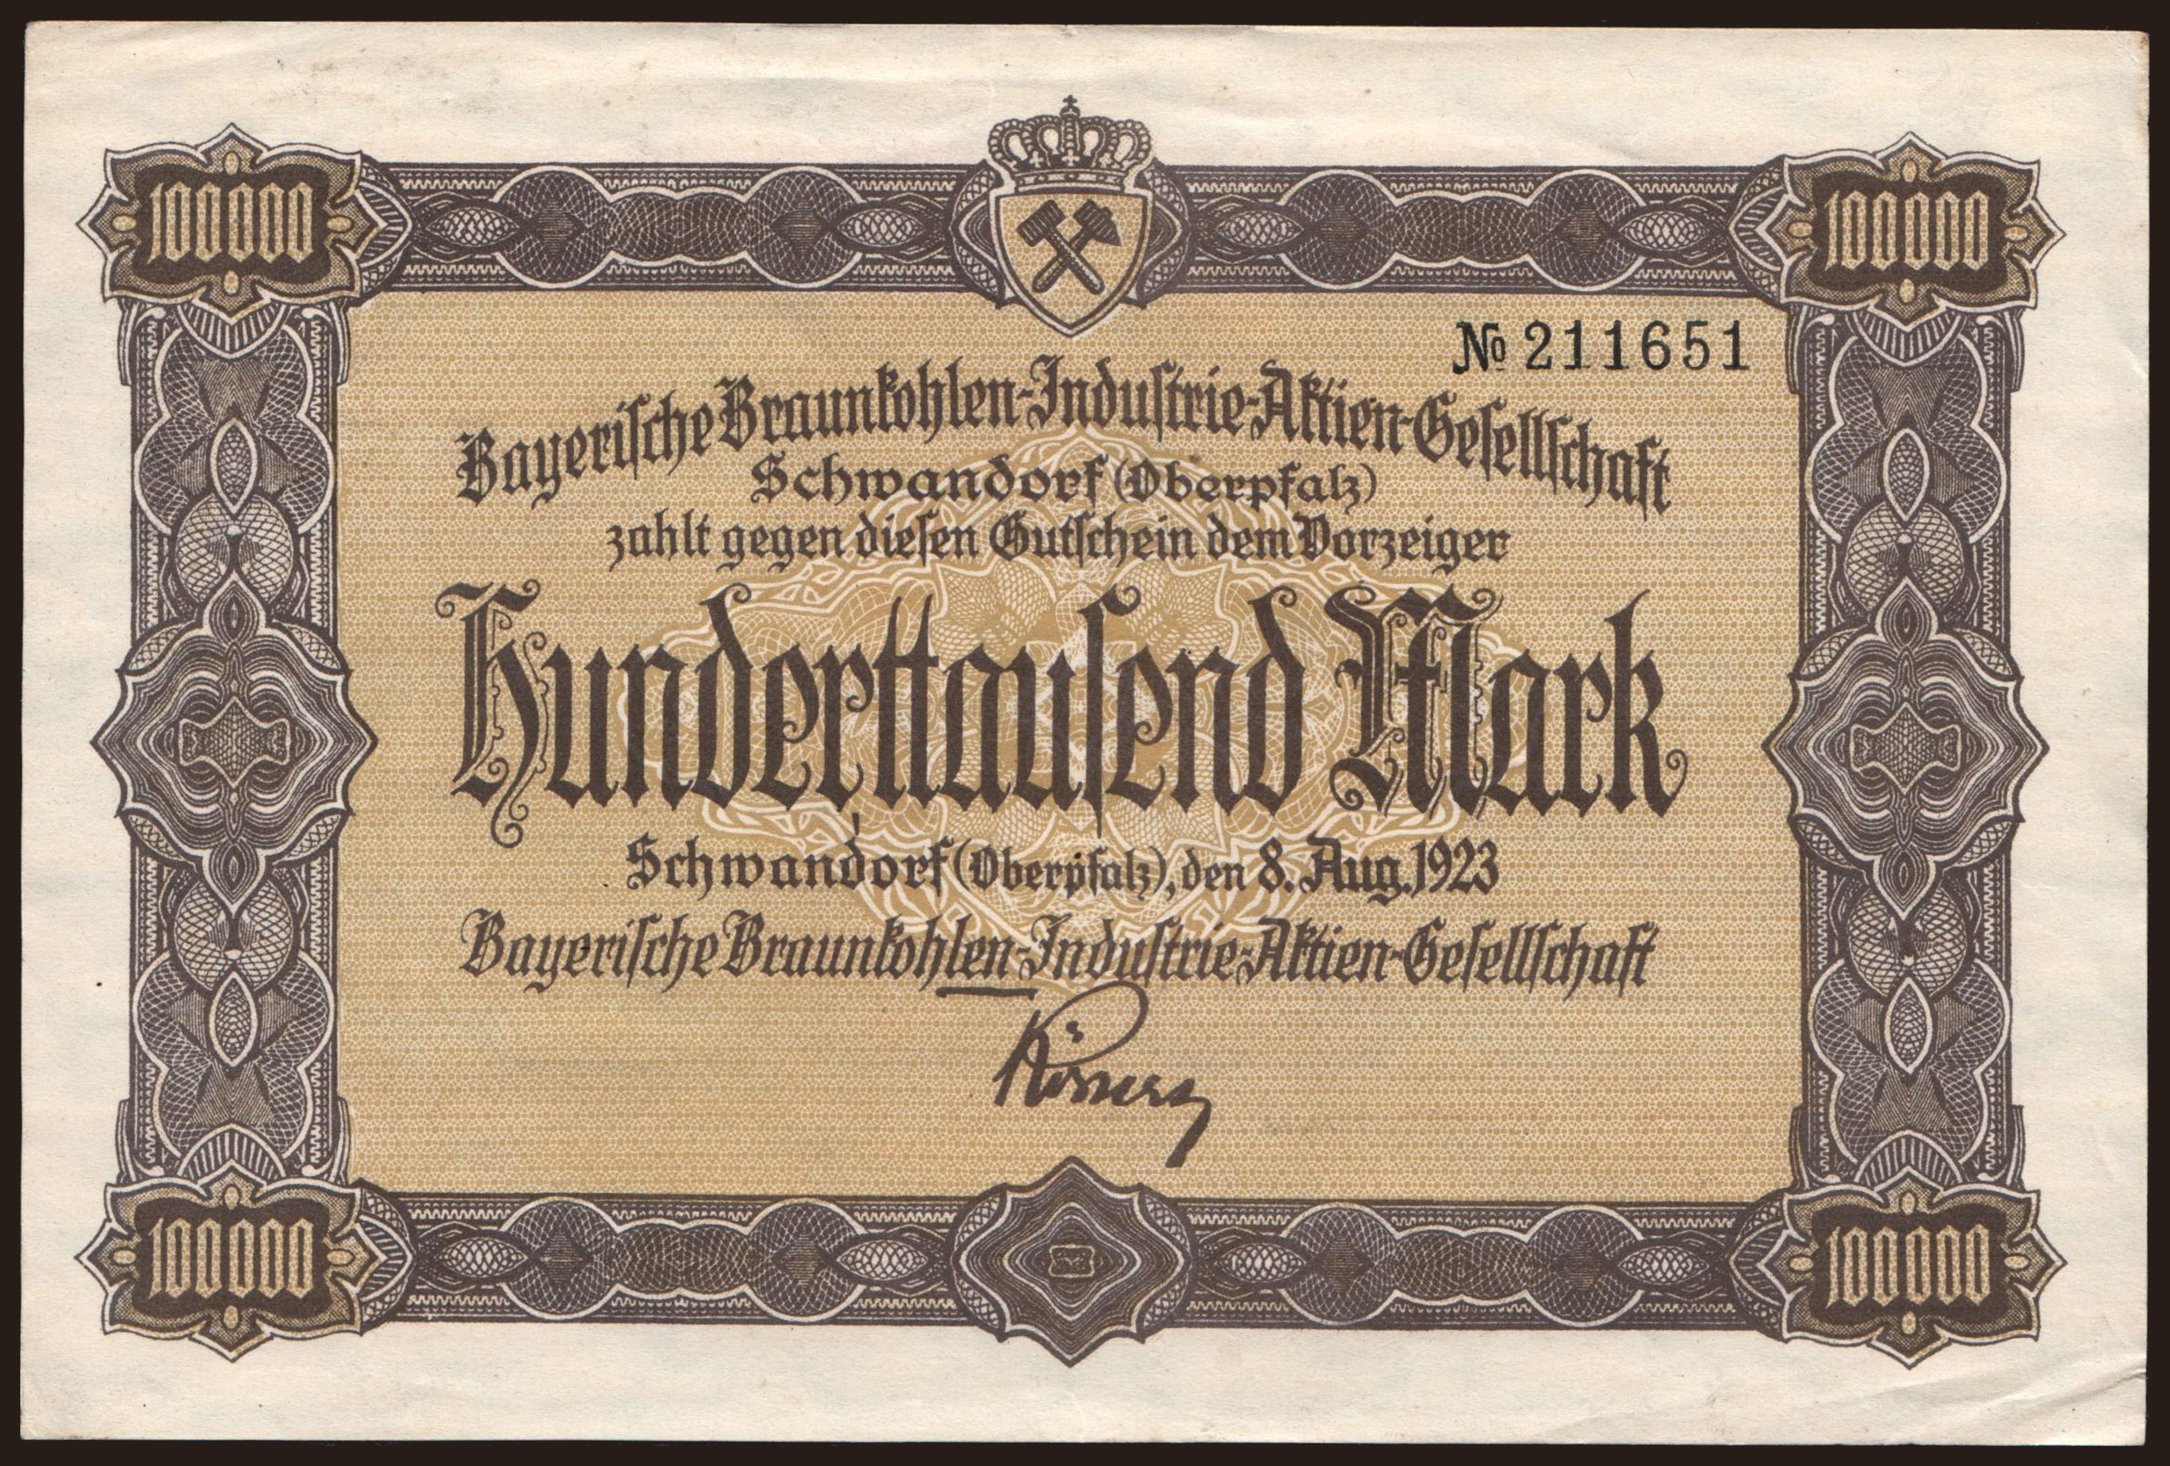 100000
100000
№ 211651
Bayerische Braunkohlen-Industrie-Aktien-Gesellschaft
Schwandorf (Oberpfalz)
zahlt gegen diesen Gutschein dem Vorzeiger
Hunderttausend Mark
Schwandorf (Oberpfalz), den 8. Aug. 1923
Bayerische Braunkohlen-Industrie-Aktien-Gesellschaft
100000
100000